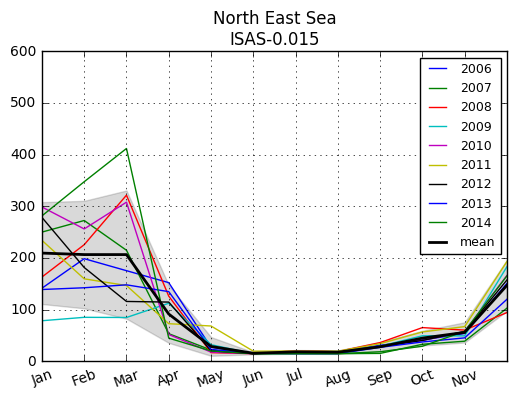 North East Sea
ISAS-0.015
600
500
400
300
200
100
0
Jan
Feb
Mar
Apr
May
Jun
Jul
Aug
Sep
Oct
Nov
2006
2007
2008
2009
2010
2011
2012
2013
2014
mean